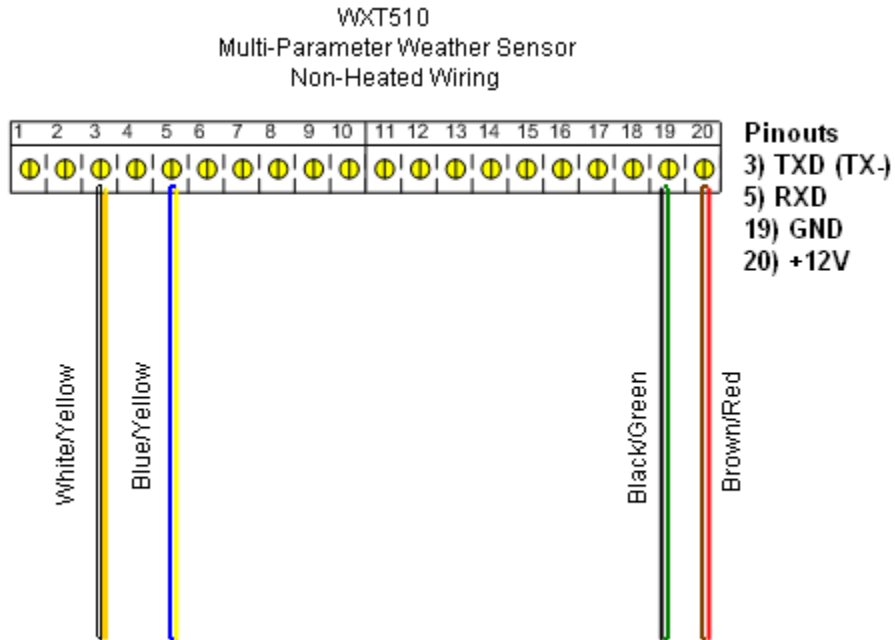 WXT510
Multi-Parameter Weather Sensor
Non-Heated Wiring
1 2 3 4 5 6 7 8 9 10 11 12 13 14 15 16 17 18 19 20
Pinouts
3) TXD (TX-)
5) RXD
19) GND
20) +12V
White/Yellow
Blue/Yellow
Black/Green
Brown/Red